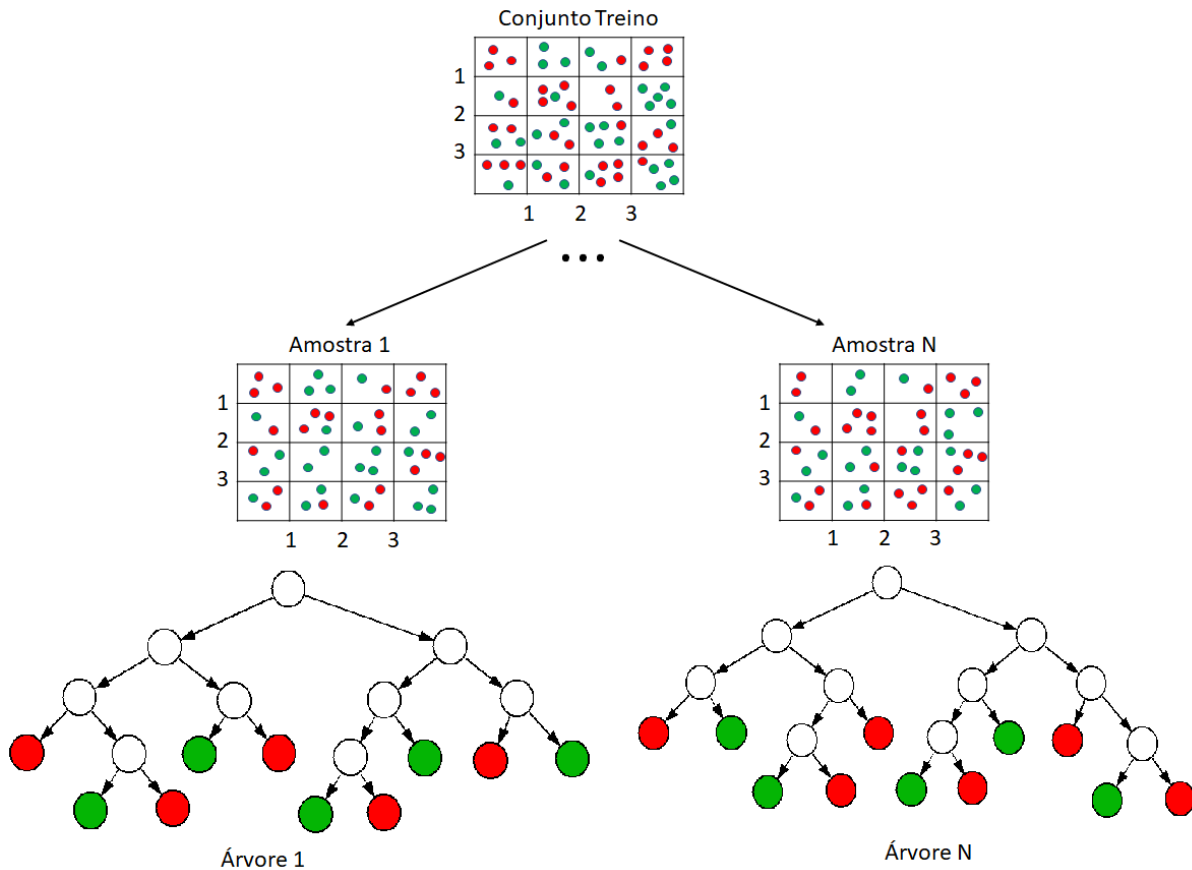 Conjunto Treino
1
2
3
1 2 3
...
Amostra 1
1
2
3
1 2 3
Amostra N
1
2
3
1 2 3
Árvore 1
Árvore N